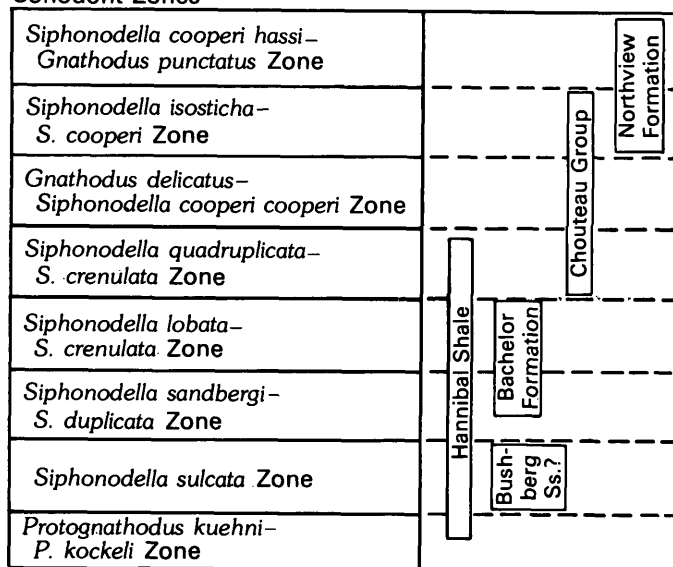 Conodont Zones
Siphonodella cooperi hassi–
Gnathodus punctatus Zone
Siphonodella isosticha–
S. cooperi Zone
Gnathodus delicatus–
Siphonodella cooperi cooperi Zone
Siphonodella quadruplicata–
S. crenulata Zone
Siphonodella lobata–
S. crenulata Zone
Siphonodella sandbergi–
S. duplicata Zone
Siphonodella sulcata Zone
Protognathodus kuehni–
P. kockeli Zone
Hannibal Shale
Bush-
berg
Ss.?
Bachelor
Formation
Chouteau Group
Northview
Formation